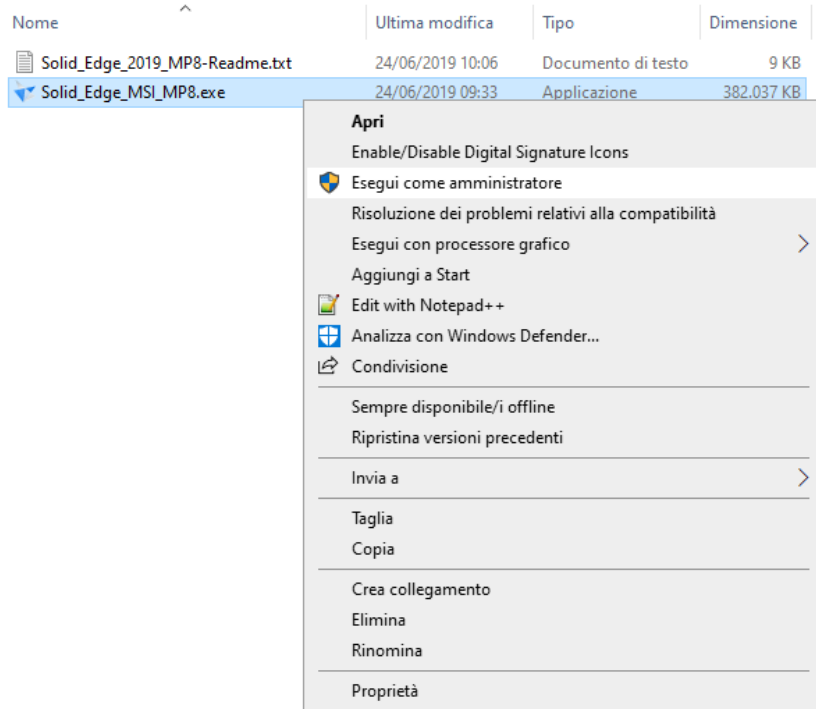 Nome Ultima modifica Tipo Dimensione
Solid_Edge_2019_MP8-Readme.txt 24/06/2019 10:06 Documento di testo 9 KB
Solid_Edge_MSI_MP8.exe 24/06/2019 09:33 Applicazione 382.037 KB
Apri
Enable/Disable Digital Signature Icons
Esegui come amministratore
Risoluzione dei problemi relativi alla compatibilità
Esegui con processore grafico
Aggiungi a Start
Edit with Notepad++
Analizza con Windows Defender...
Condivisione
Sempre disponibile/i offline
Ripristina versioni precedenti
Invia a
Taglia
Copia
Crea collegamento
Elimina
Rinomina
Proprietà